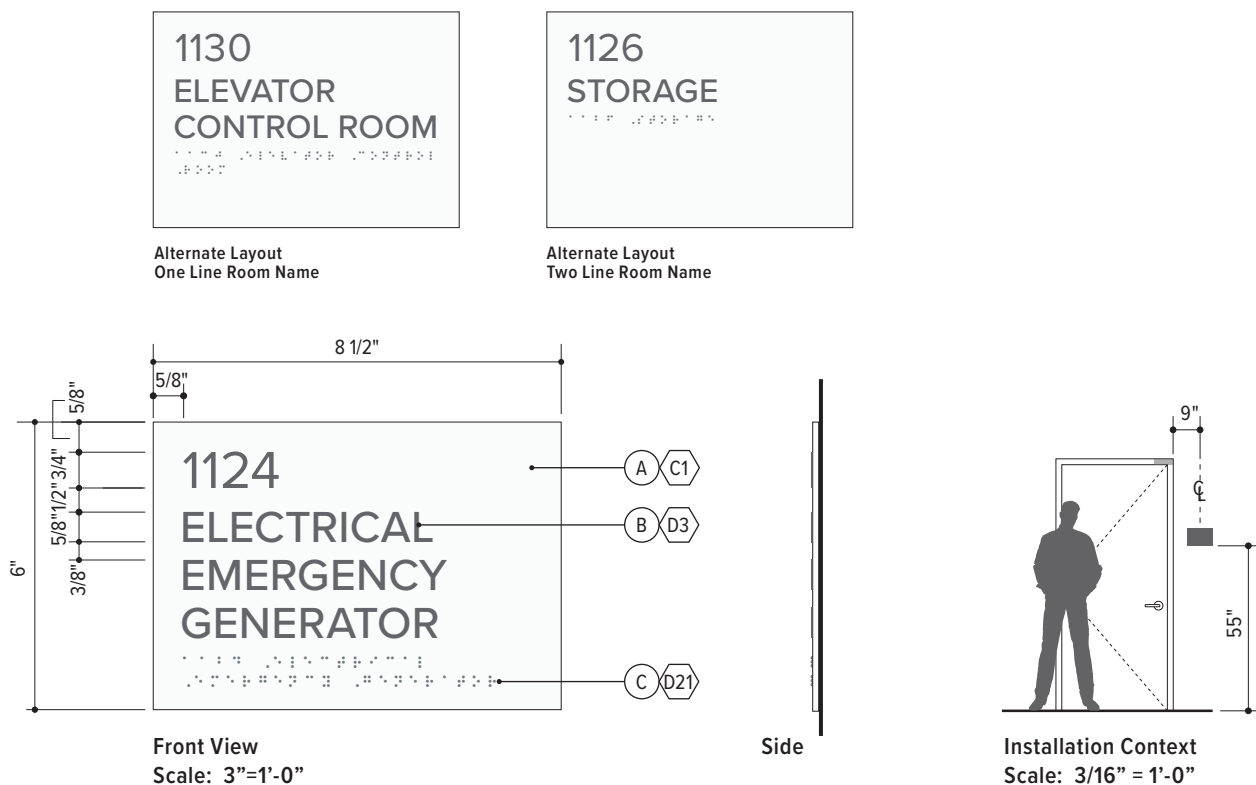 1130
ELEVATOR
CONTROL ROOM
Alternate Layout
One Line Room Name
1126
STORAGE
Alternate Layout
Two Line Room Name
8 1/2"
5/8"
5/8"
3/4"
1/2"
5/8"
3/8"
6"
1124
ELECTRICAL
EMERGENCY
GENERATOR
A C1
B D3
C D21
Front View
Scale: 3”=1’-0”
Side
9"
℄
55"
Installation Context
Scale: 3/16” = 1’-0”